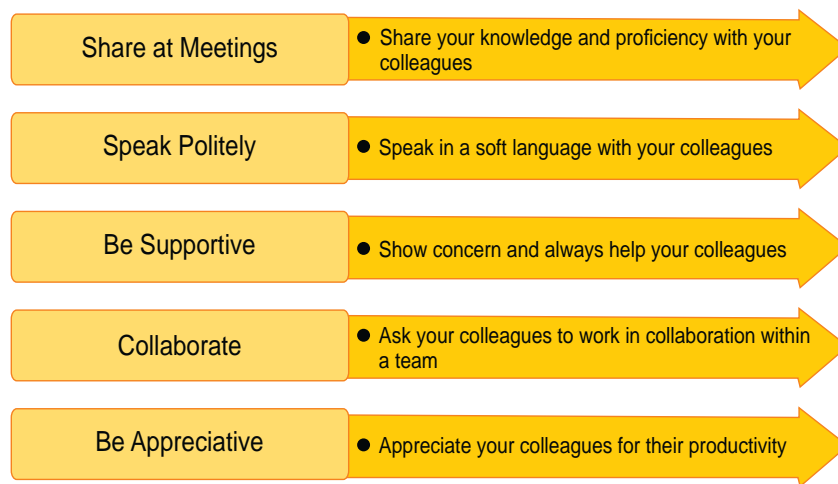 Share at Meetings
● Share your knowledge and proficiency with your
colleagues
Speak Politely
● Speak in a soft language with your colleagues
Be Supportive
● Show concern and always help your colleagues
Collaborate
● Ask your colleagues to work in collaboration within
a team
Be Appreciative
● Appreciate your colleagues for their productivity